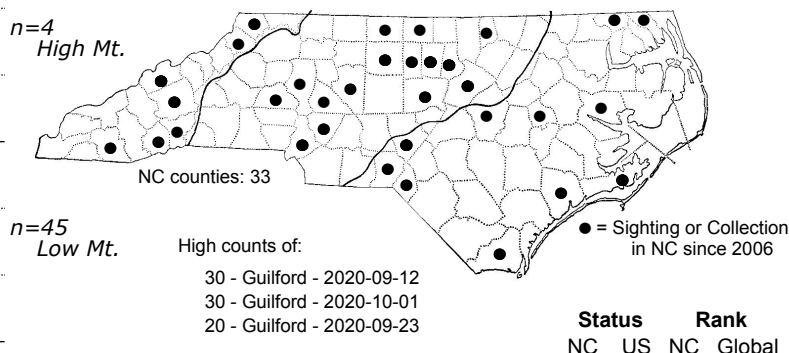 n=4
High Mt.
NC counties: 33
n=45
Low Mt.
High counts of:
30 - Guilford - 2020-09-12
30 - Guilford - 2020-10-01
20 - Guilford - 2020-09-23
● = Sighting or Collection
in NC since 2006
Status Rank
NC US NC Global